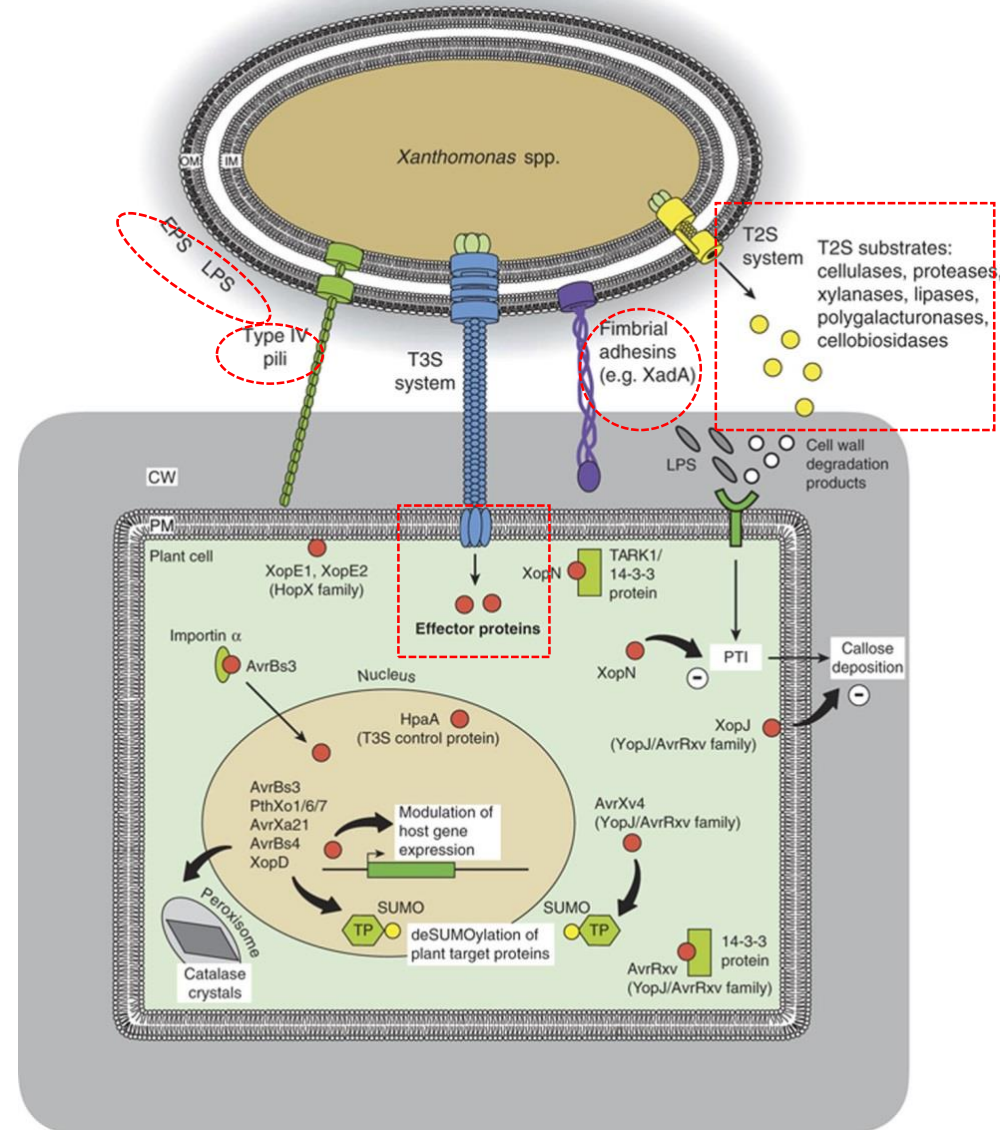 Xanthomonas spp.
OM
IM
EPS
LPS
T2S
system
T2S substrates:
cellulases, proteases,
xylanases, lipases,
polygalacturonases,
cellobiosidases
Type IV
pili
T3S
system
Fimbrial
adhesins
(e.g. XadA)
LPS
Cell wall
degradation
products
CW
PM
Plant cell
XopE1, XopE2
(HopX family)
Effector proteins
XopN
TARK1/
14-3-3
protein
Importin α
AvrBs3
XopN
PTI
Callose
deposition
−
−
Nucleus
HpaA
(T3S control protein)
XopJ
(YopJ/AvrRxv family)
AvrBs3
PthXo1/6/7
AvrXa21
AvrBs4
XopD
Modulation of
host gene
expression
AvrXv4
(YopJ/AvrRxv family)
Peroxisome
Catalase
crystals
SUMO
TP
deSUMOylation of
plant target proteins
SUMO
TP
14-3-3
protein
AvrRxv
(YopJ/AvrRxv family)